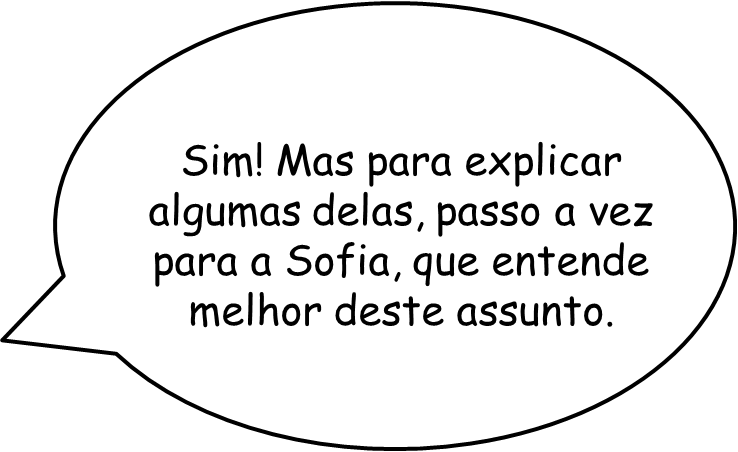 Sim! Mas para explicar
algumas delas, passo a vez
para a Sofia, que entende
melhor deste assunto.